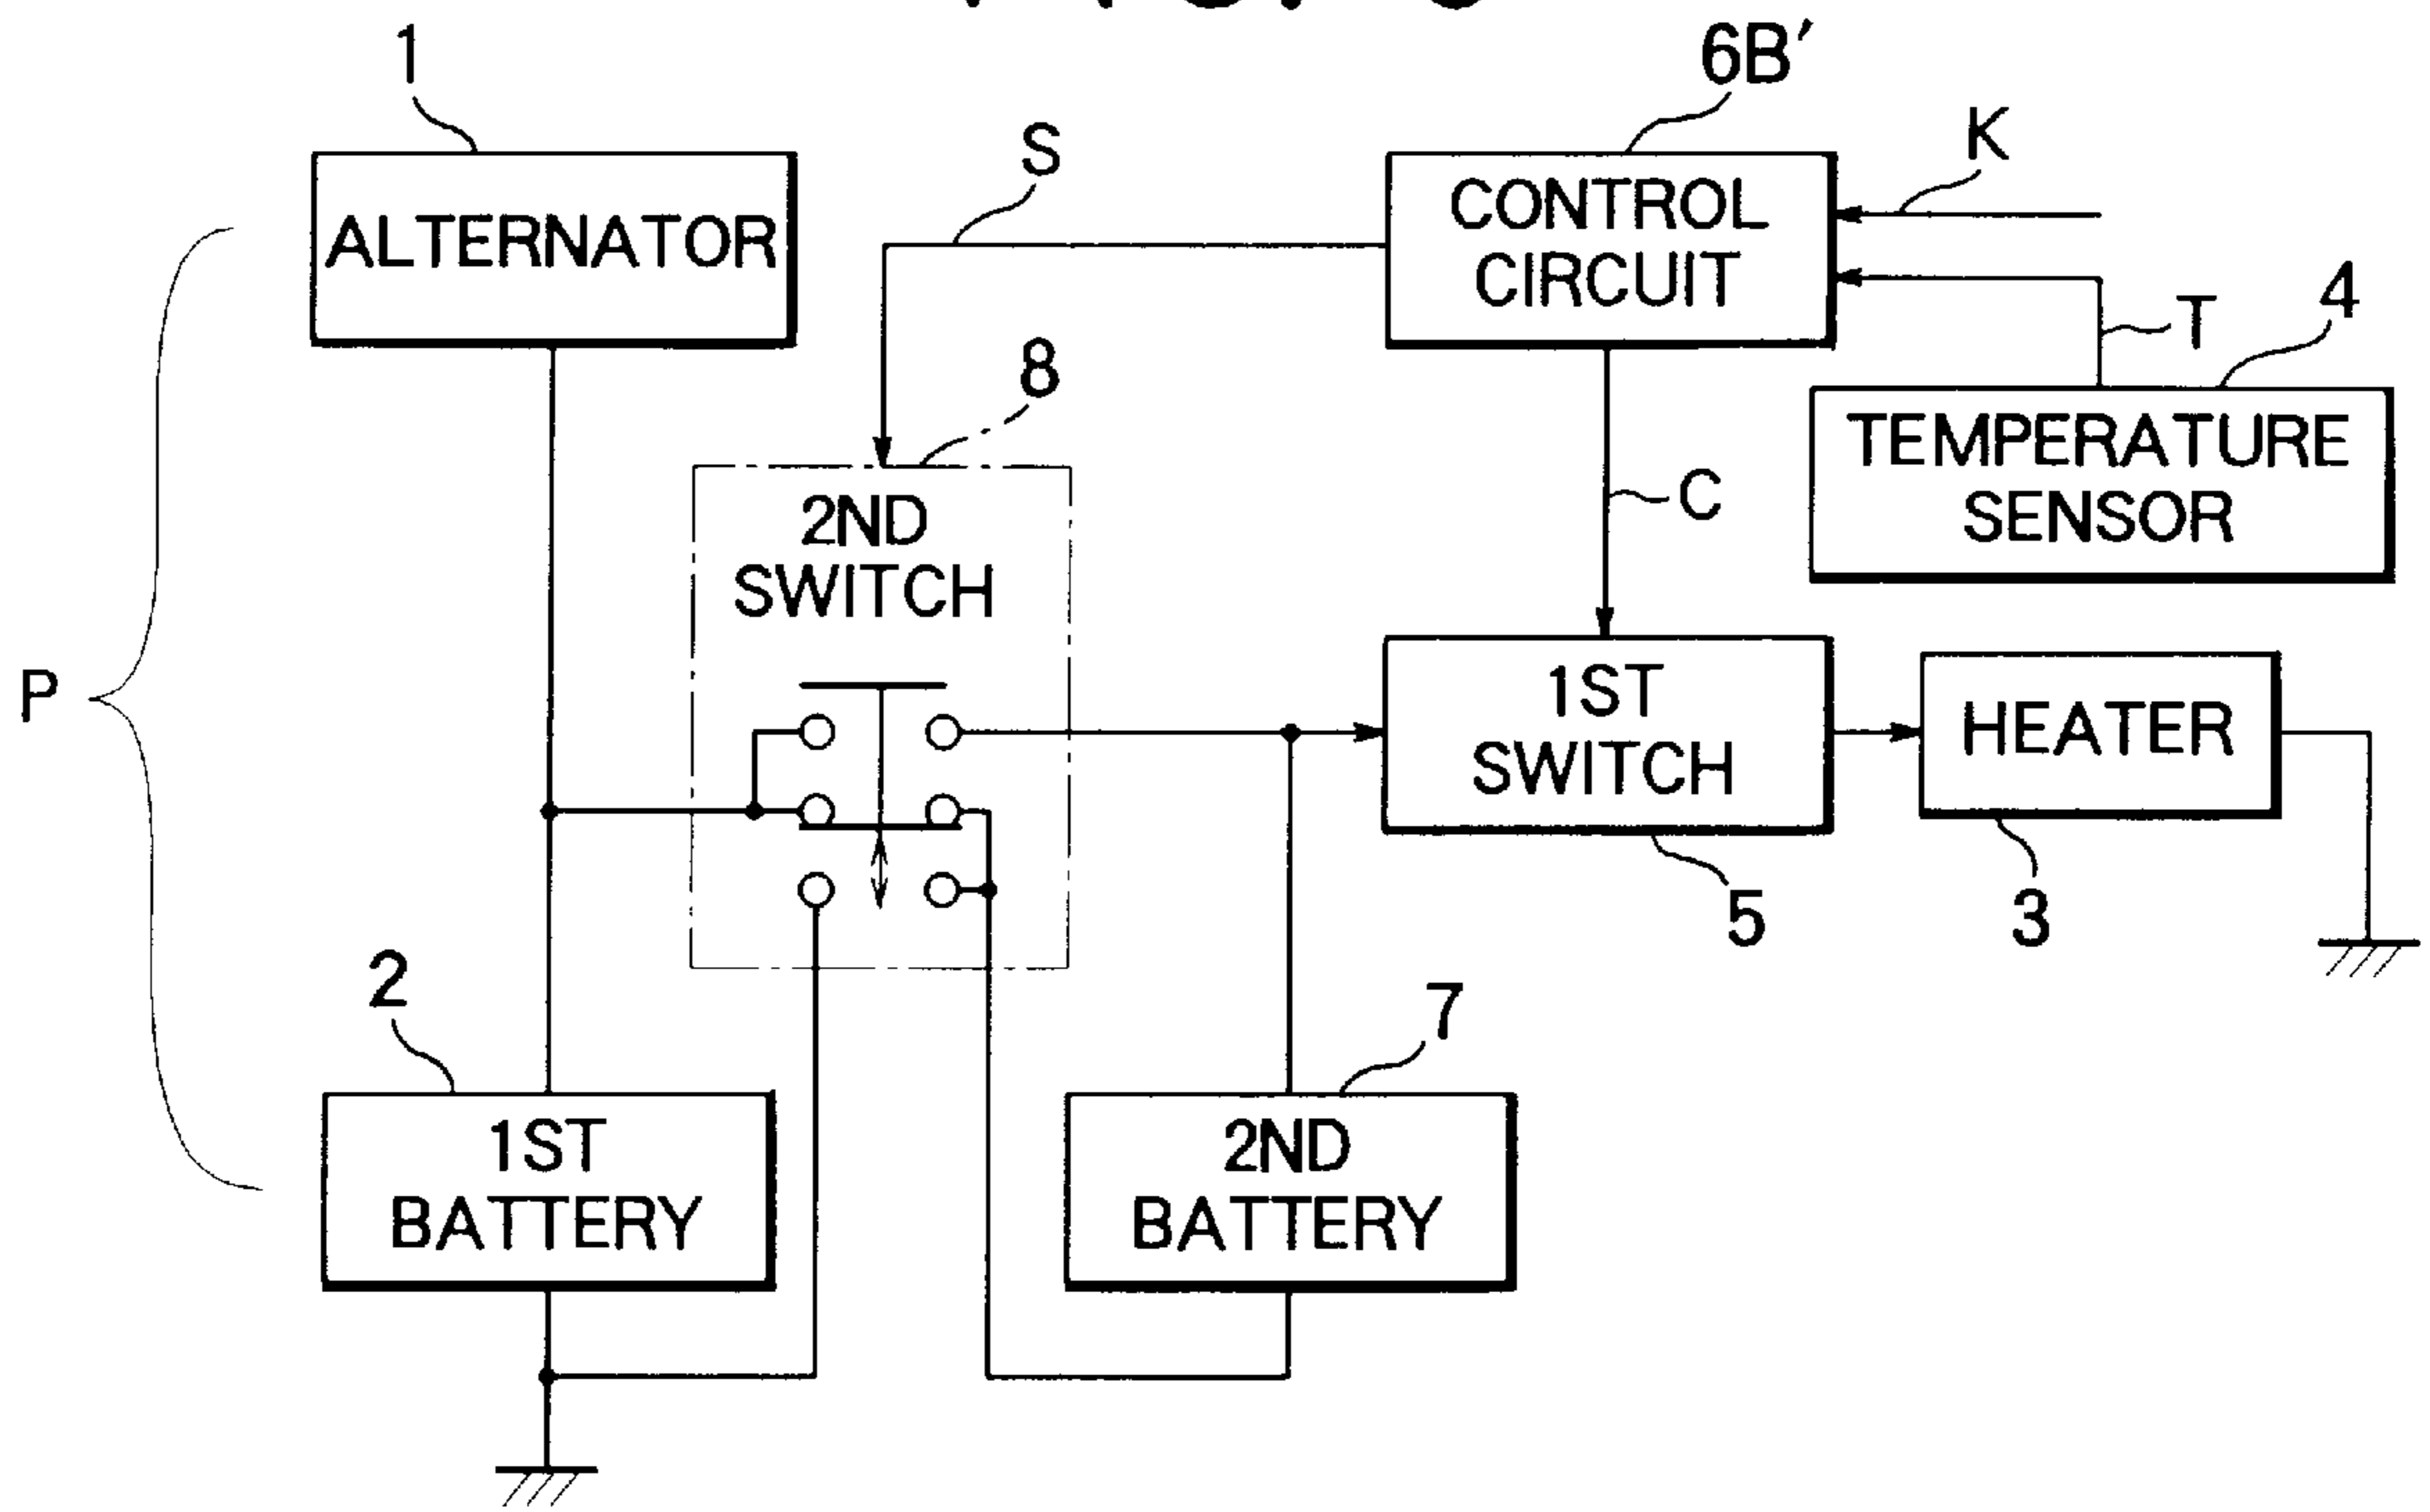 1
6B′
K
S
ALTERNATOR
CONTROL
CIRCUIT
T
4
8
TEMPERATURE
SENSOR
C
2ND
SWITCH
P
1ST
SWITCH
HEATER
5
3
2
7
1ST
BATTERY
2ND
BATTERY